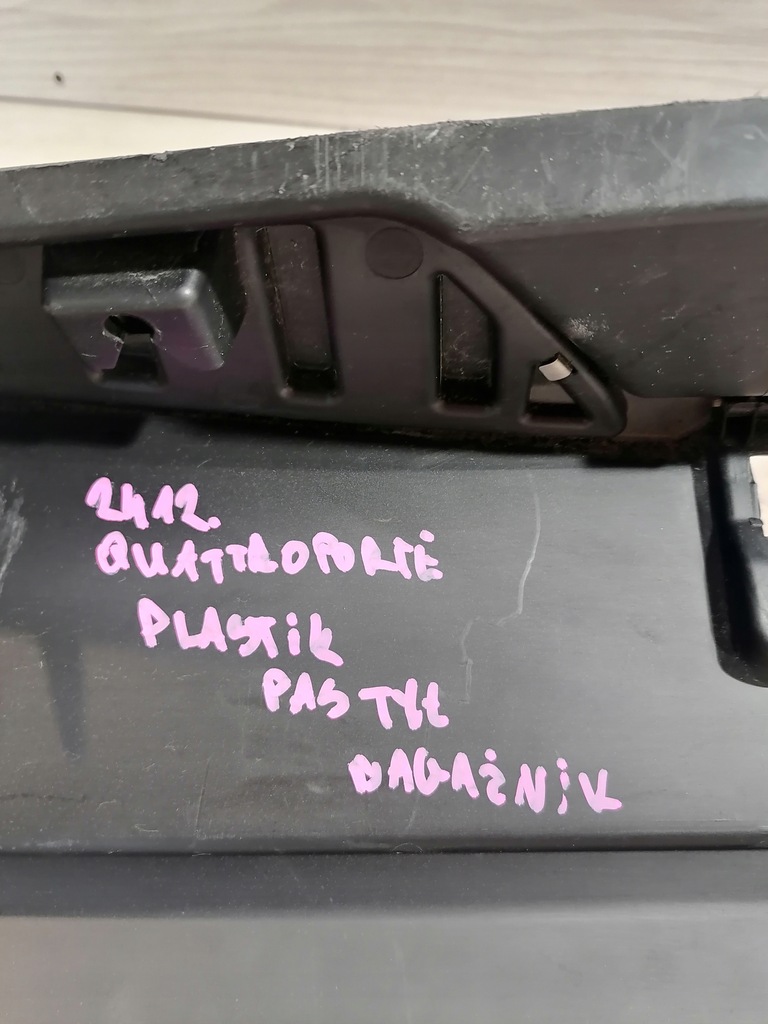 2412.
QUATTROPORTE
PLASTIK
PAS TYŁ
BAGAŻNIK